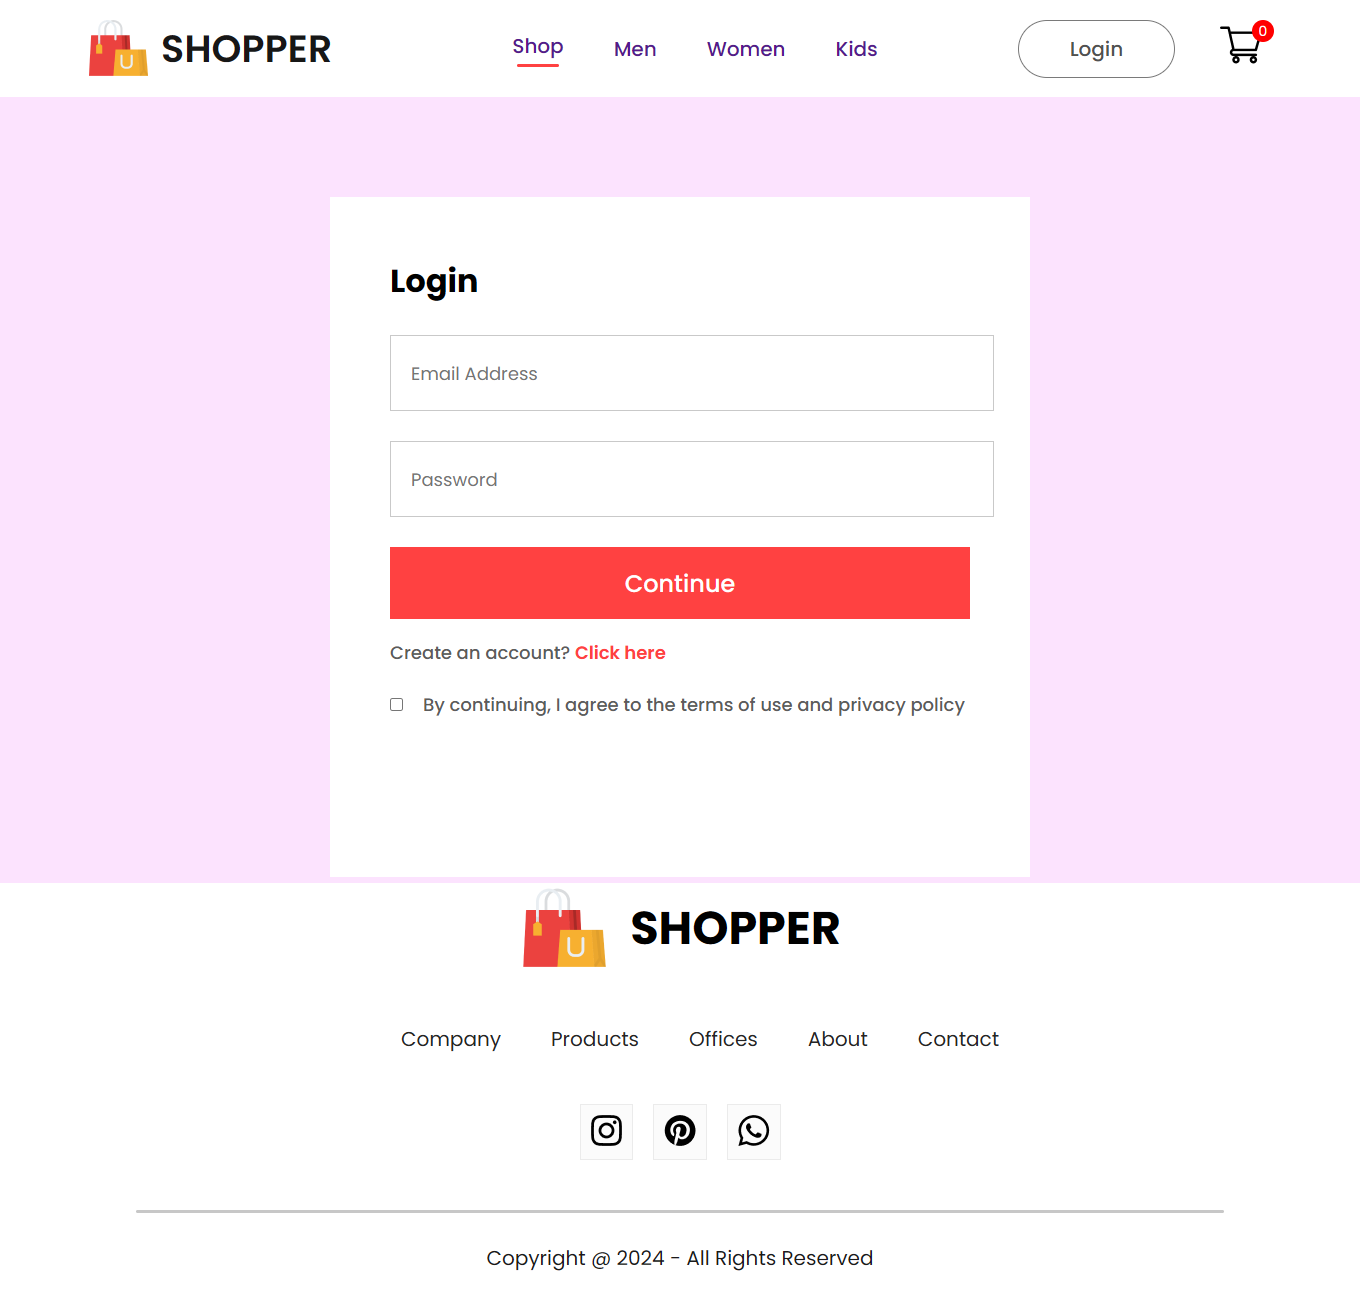 SHOPPER
Shop Men Women Kids
Login
0
Login
Email Address
Password
Continue
Create an account? Click here
By continuing, I agree to the terms of use and privacy policy
SHOPPER
Company Products Offices About Contact
Copyright @ 2024 - All Rights Reserved